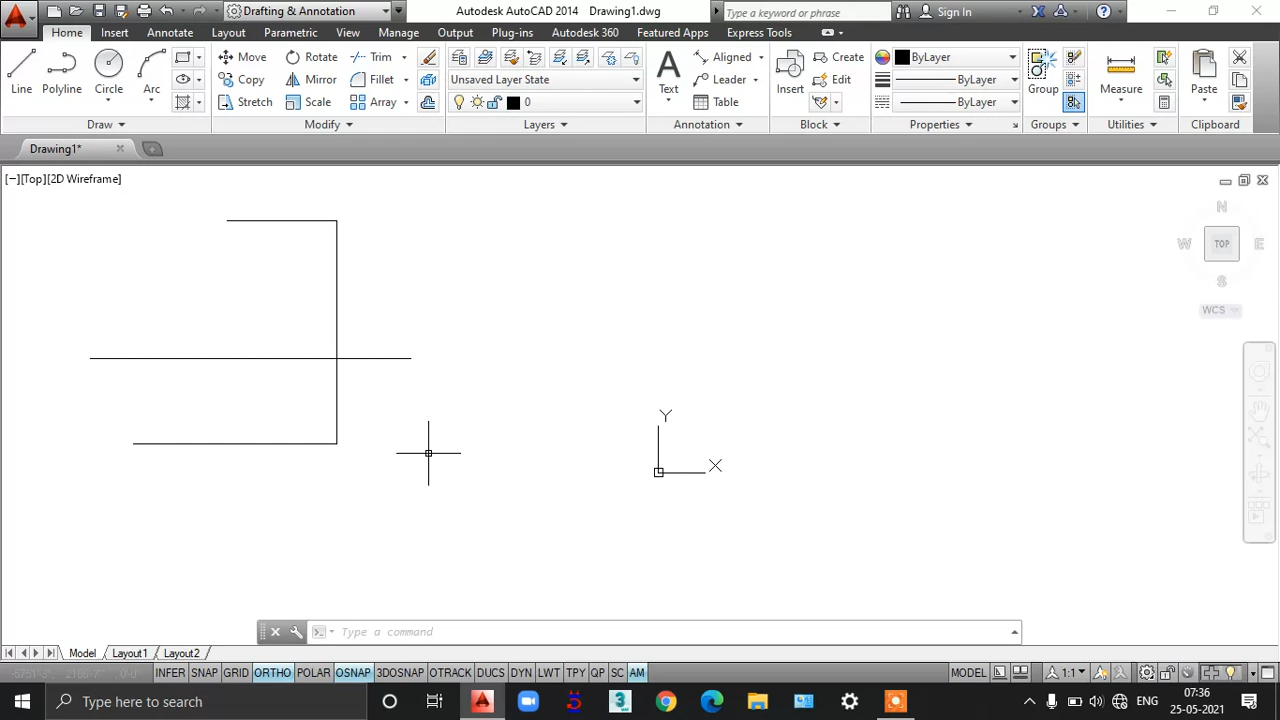 Drafting & Annotation
Autodesk AutoCAD 2014 Drawing1.dwg
Type a keyword or phrase
Sign In
Home Insert Annotate Layout Parametric View Manage Output Plug-ins Autodesk 360 Featured Apps Express Tools
Move Rotate Trim
Aligned
Create
ByLayer
Copy Mirror Fillet
Unsaved Layer State
Leader
Edit
ByLayer
Line Polyline Circle Arc
Text
Insert
Group
Measure
Paste
Stretch Scale Array
0
Table
ByLayer
Draw Modify Layers Annotation Block Properties Groups Utilities Clipboard
Drawing1*
[−][Top][2D Wireframe]
N
W TOP E
S
WCS
Y
X
Type a command
Model Layout1 Layout2
INFER SNAP GRID ORTHO POLAR OSNAP 3DOSNAP OTRACK DUCS DYN LWT TPY QP SC AM
MODEL
1:1
Type here to search
ENG
07:36
25-05-2021